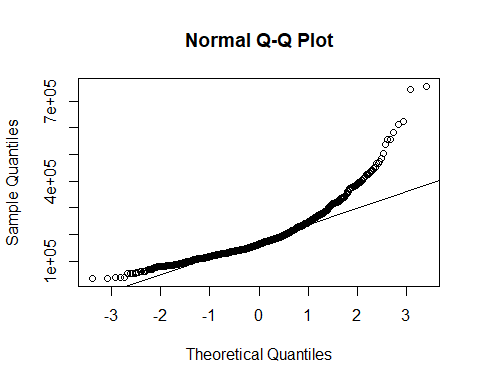 Normal Q-Q Plot
Sample Quantiles
7e+05
4e+05
1e+05
-3 -2 -1 0 1 2 3
Theoretical Quantiles